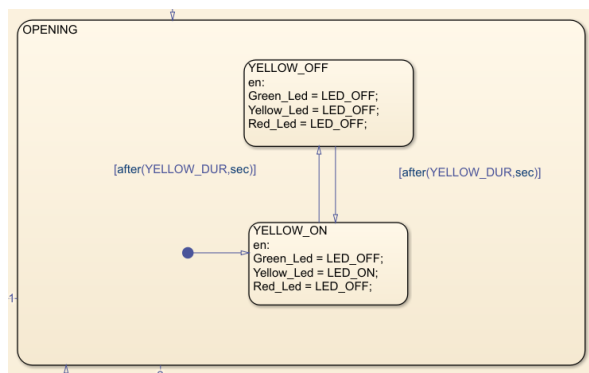 OPENING
YELLOW_OFF
en:
Green_Led = LED_OFF;
Yellow_Led = LED_OFF;
Red_Led = LED_OFF;
[after(YELLOW_DUR,sec)]
[after(YELLOW_DUR,sec)]
YELLOW_ON
en:
Green_Led = LED_OFF;
Yellow_Led = LED_ON;
Red_Led = LED_OFF;
1